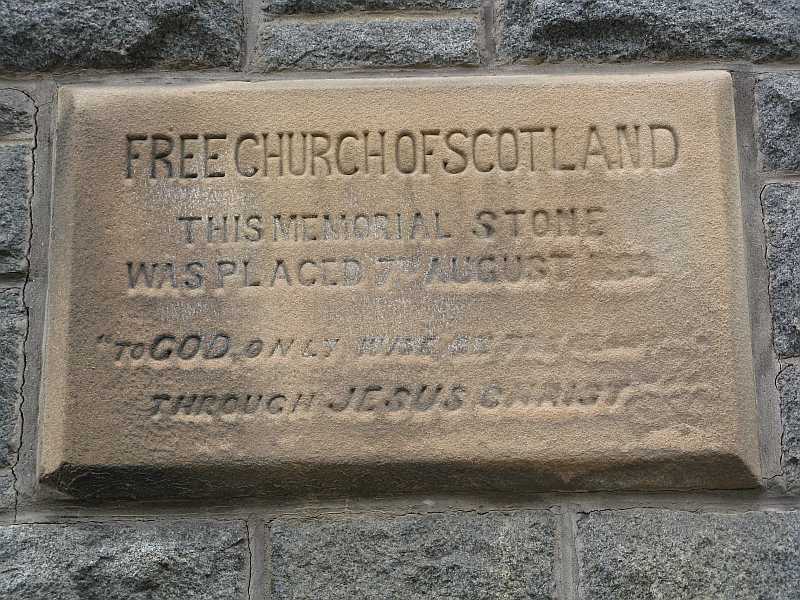 FREE CHURCH OF SCOTLAND
THIS MEMORIAL STONE
WAS PLACED 7TH AUGUST
"TO GOD, ONLY WISE, BE
THROUGH JESUS CHRIST